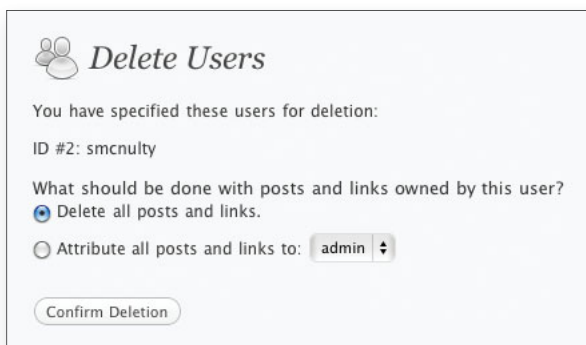 Delete Users
You have specified these users for deletion:
ID #2: smcnulty
What should be done with posts and links owned by this user?
Delete all posts and links.
Attribute all posts and links to: admin
Confirm Deletion